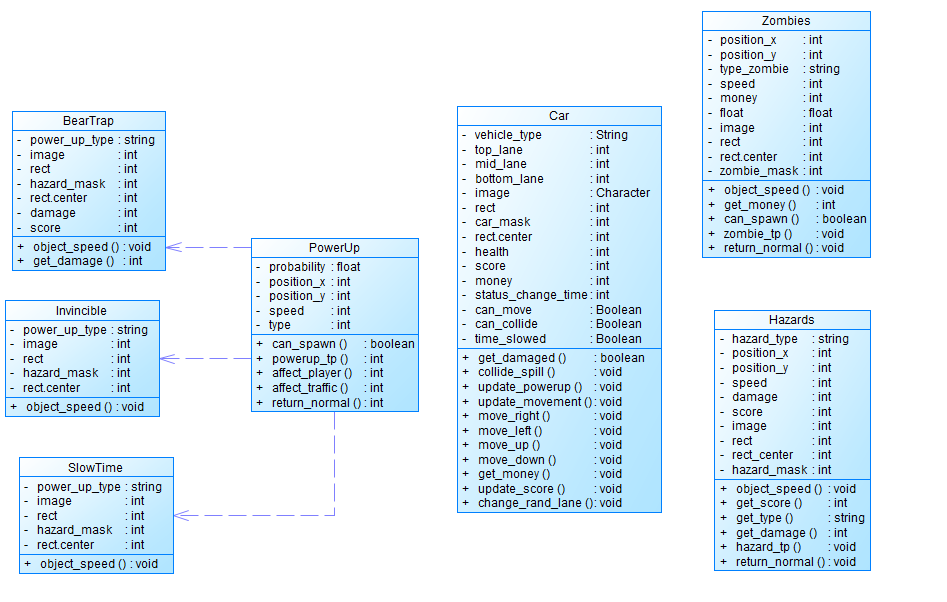 BearTrap
- power_up_type : string
- image : int
- rect : int
- hazard_mask : int
- rect.center : int
- damage : int
- score : int
+ object_speed () : void
+ get_damage () : int
Invincible
- power_up_type : string
- image : int
- rect : int
- hazard_mask : int
- rect.center : int
+ object_speed () : void
SlowTime
- power_up_type : string
- image : int
- rect : int
- hazard_mask : int
- rect.center : int
+ object_speed () : void
PowerUp
- probability : float
- position_x : int
- position_y : int
- speed : int
- type : int
+ can_spawn () : boolean
+ powerup_tp () : int
+ affect_player () : int
+ affect_traffic () : int
+ return_normal () : int
Car
- vehicle_type : String
- top_lane : int
- mid_lane : int
- bottom_lane : int
- image : Character
- rect : int
- car_mask : int
- rect.center : int
- health : int
- score : int
- money : int
- status_change_time : int
- can_move : Boolean
- can_collide : Boolean
- time_slowed : Boolean
+ get_damaged () : boolean
+ collide_spill () : void
+ update_powerup () : void
+ update_movement () : void
+ move_right () : void
+ move_left () : void
+ move_up () : void
+ move_down () : void
+ get_money () : void
+ update_score () : void
+ change_rand_lane () : void
Zombies
- position_x : int
- position_y : int
- type_zombie : string
- speed : int
- money : int
- float : float
- image : int
- rect : int
- rect.center : int
- zombie_mask : int
+ object_speed () : void
+ get_money () : int
+ can_spawn () : boolean
+ zombie_tp () : void
+ return_normal () : void
Hazards
- hazard_type : string
- position_x : int
- position_y : int
- speed : int
- damage : int
- score : int
- image : int
- rect : int
- rect_center : int
- hazard_mask : int
+ object_speed () : void
+ get_score () : int
+ get_type () : string
+ get_damage () : int
+ hazard_tp () : void
+ return_normal () : void